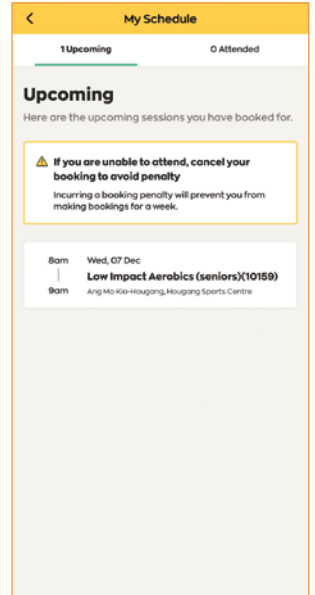 My Schedule
1 Upcoming
0 Attended
Upcoming
Here are the upcoming sessions you have booked for.
If you are unable to attend, cancel your
booking to avoid penalty
Incurring a booking penalty will prevent you from
making bookings for a week.
8am Wed, 07 Dec
Low Impact Aerobics (seniors)(10159)
9am Ang Mo Kio-Hougang, Hougang Sports Centre